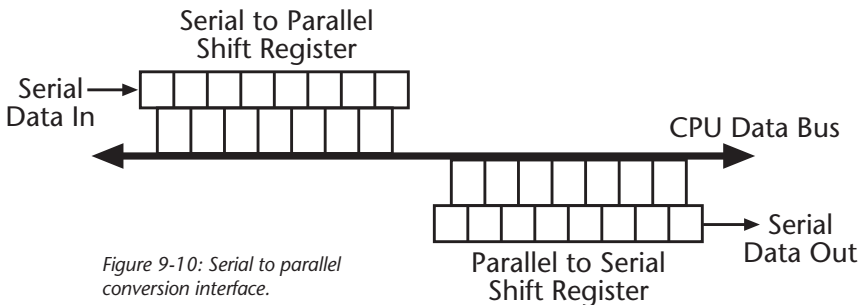 Serial to Parallel
Shift Register
Serial
Data In
CPU Data Bus
Serial
Data Out
Figure 9-10: Serial to parallel
conversion interface.
Parallel to Serial
Shift Register